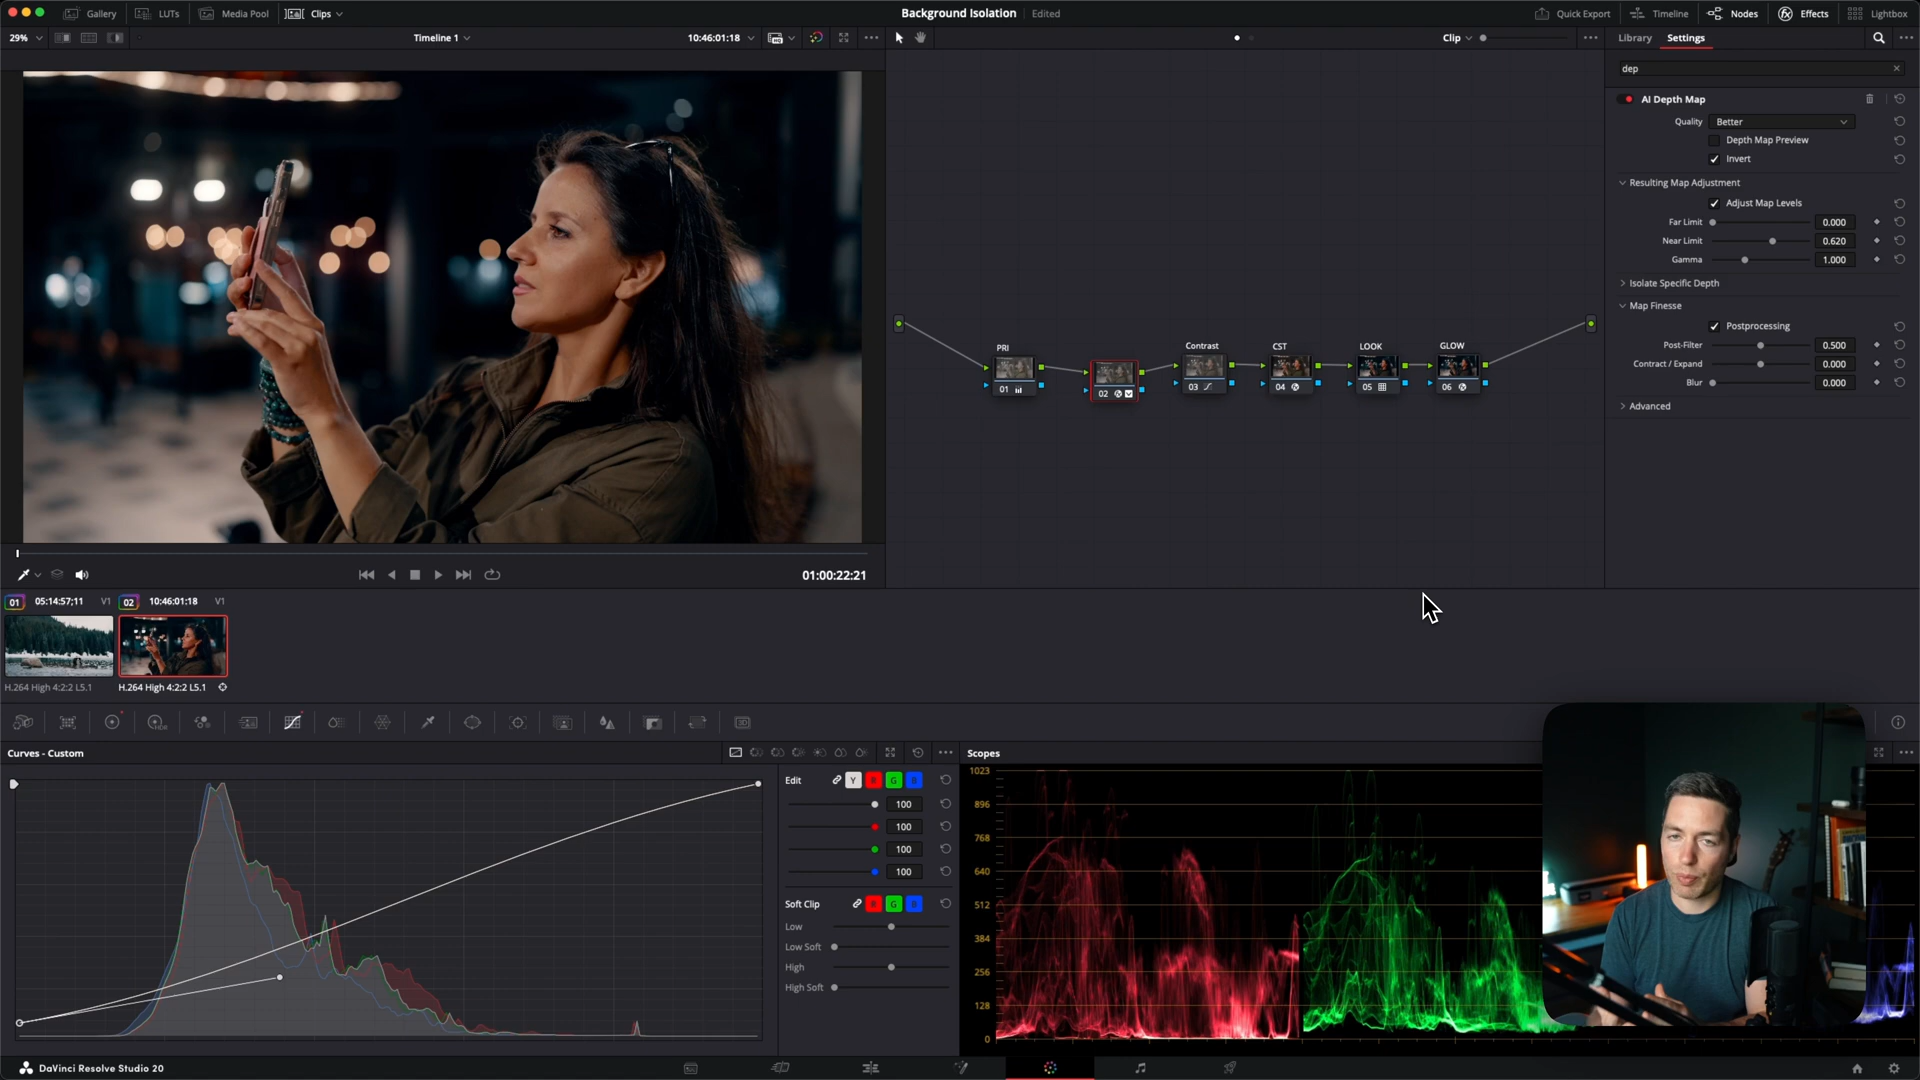 Gallery LUTs Media Pool Clips Background Isolation Edited Quick Export Timeline Nodes Effects Lightbox
29% Timeline 1 10:46:01:18 Clip Library Settings
dep
AI Depth Map
Quality Better
Depth Map Preview
Invert
Resulting Map Adjustment
Adjust Map Levels
Far Limit 0.000
Near Limit 0.620
Gamma 1.000
Isolate Specific Depth
Map Finesse
Postprocessing
Post-Filter 0.500
Contract / Expand 0.000
Blur 0.000
Advanced
PRI Contrast CST LOOK GLOW
01 02 03 04 05 06
01:00:22:21
01 05:14:57;11 V1 02 10:46:01:18 V1
H.264 High 4:2:2 L5.1 H.264 High 4:2:2 L5.1
Curves - Custom Scopes
Edit Y R G B
100
100
100
100
Soft Clip R G B
Low
Low Soft
High
High Soft
1023
896
768
640
512
384
256
128
0
DaVinci Resolve Studio 20